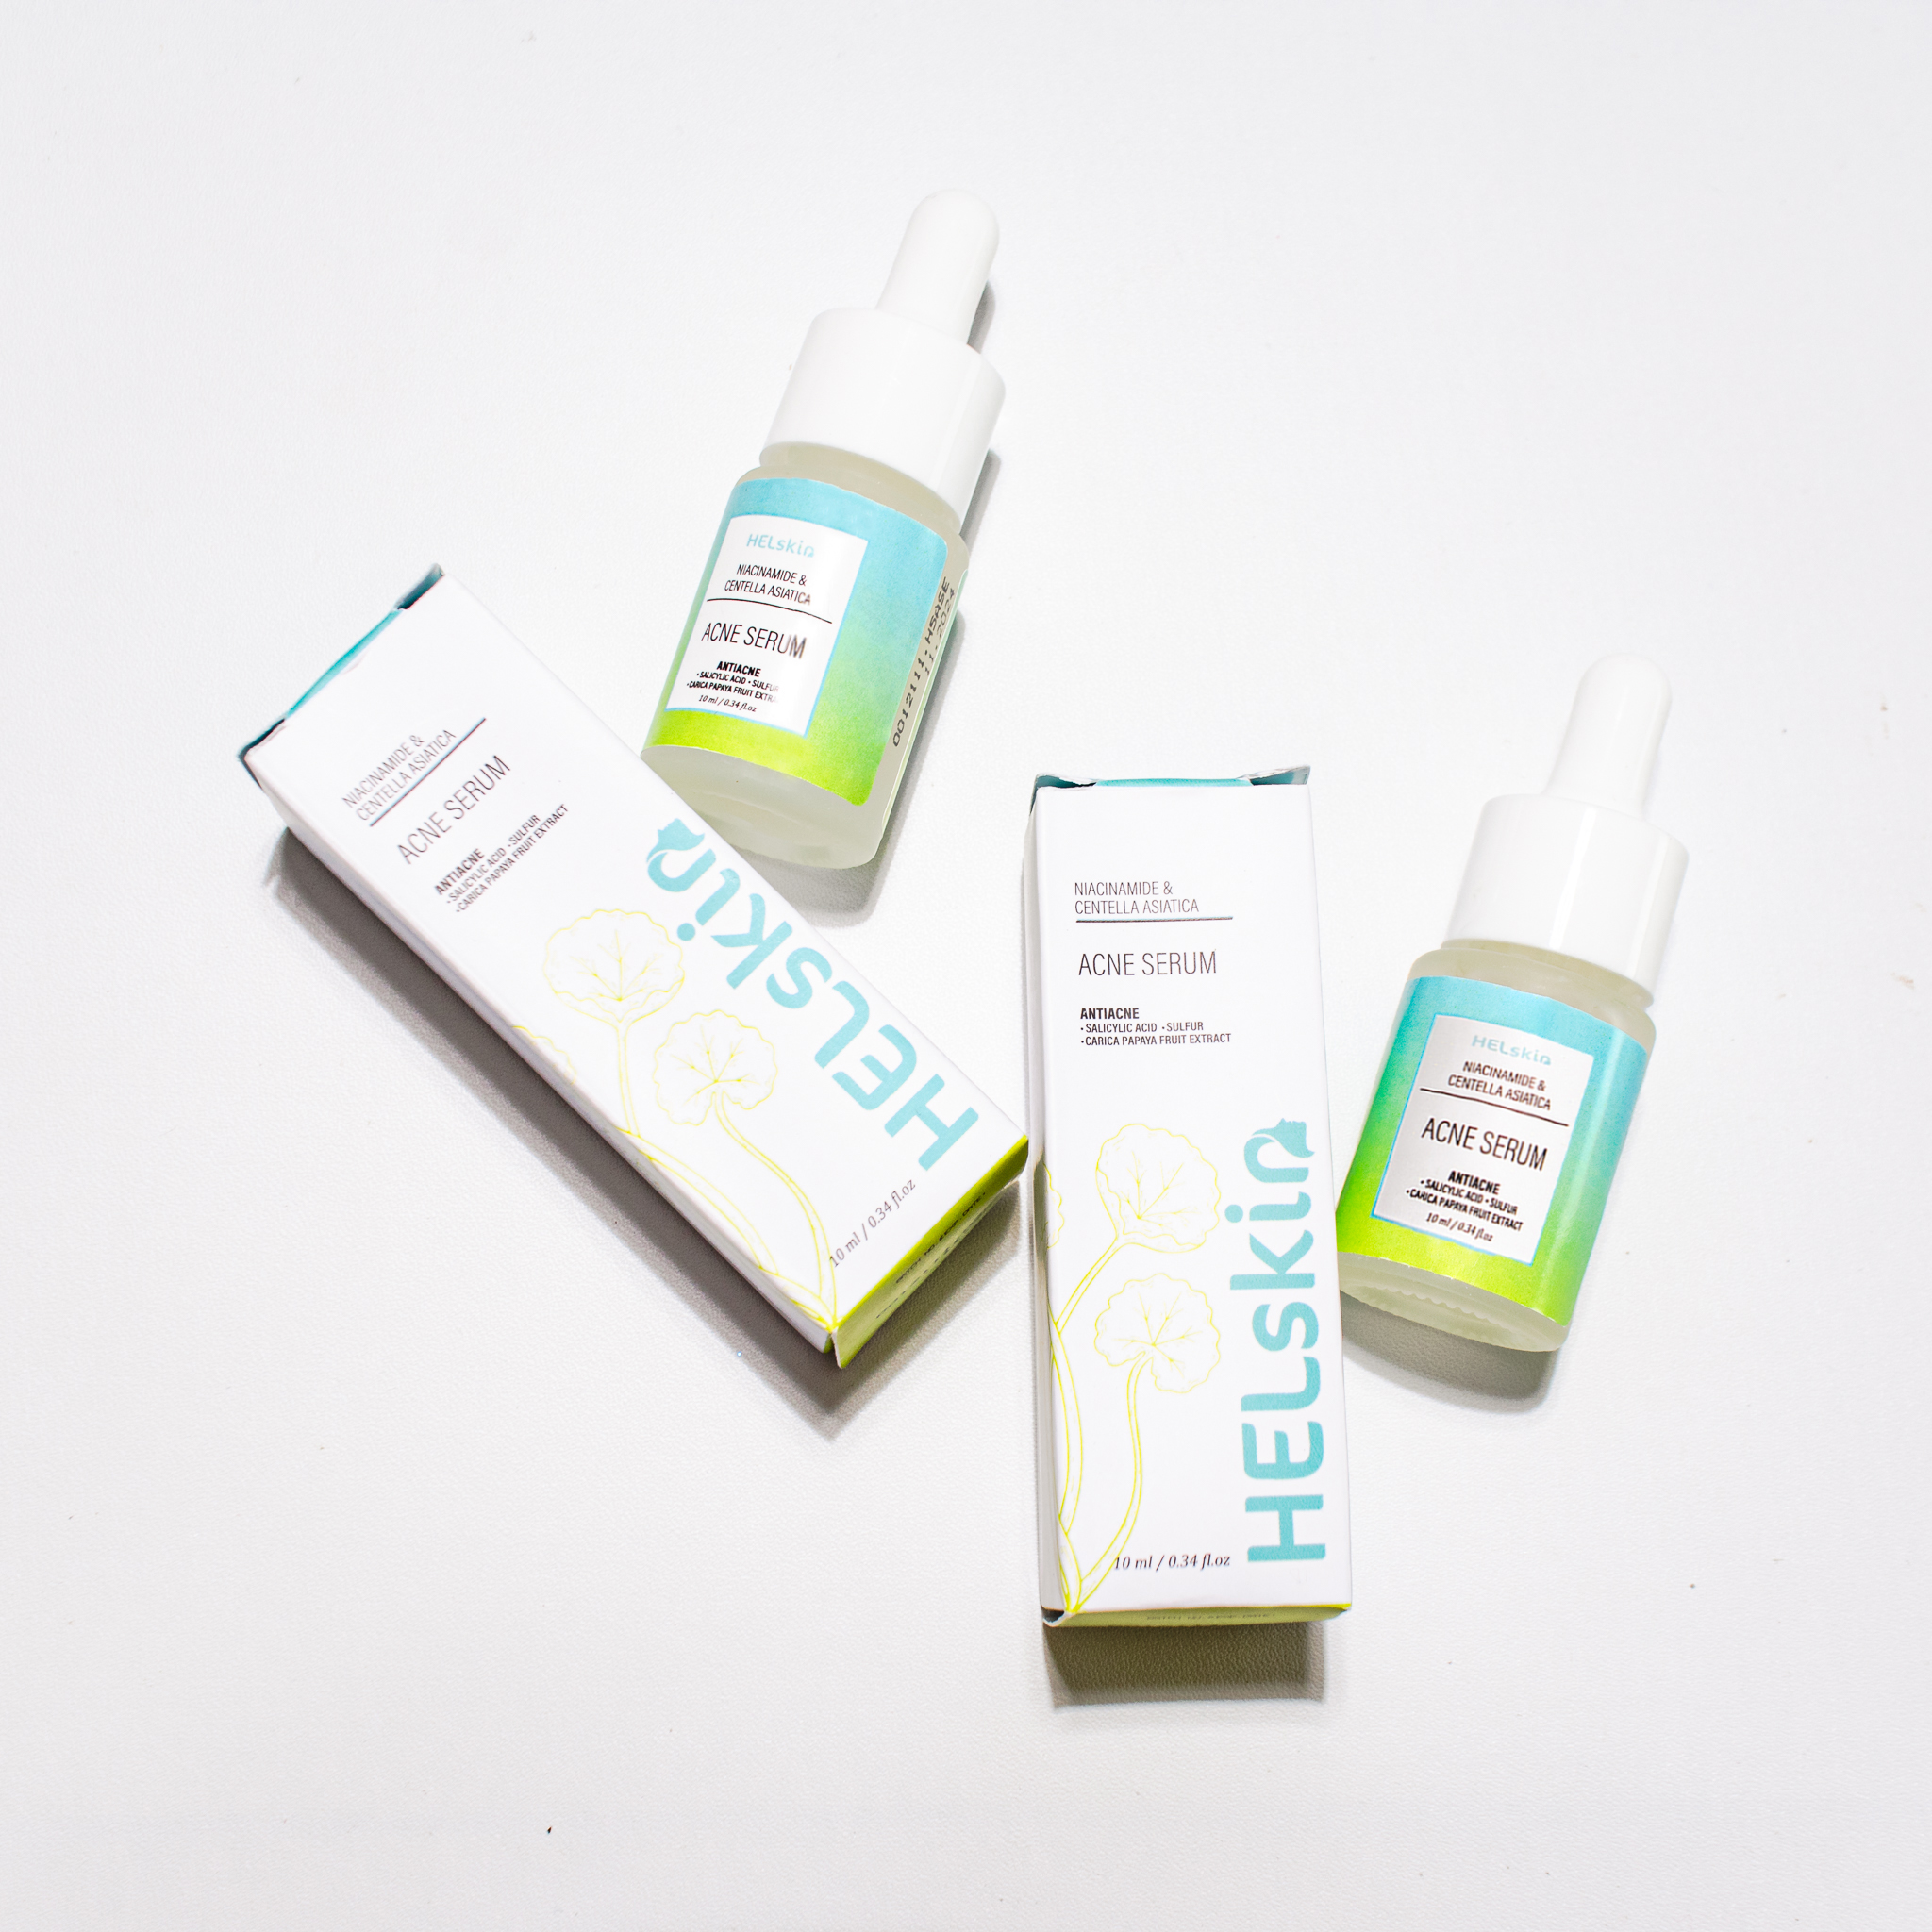 HELskin
NIACINAMIDE &
CENTELLA ASIATICA
ACNE SERUM
ANTIACNE
• SALICYLIC ACID • SULFUR
• CARICA PAPAYA FRUIT
10 ml / 0.34 fl.oz
0012111.HSASE
11-2024
NIACINAMIDE &
CENTELLA ASIATICA
ACNE SERUM
ANTIACNE
• SALICYLIC ACID • SULFUR
• CARICA PAPAYA FRUIT EXTRACT
HELskin
10 ml / 0.34 fl.oz
NIACINAMIDE &
CENTELLA ASIATICA
ACNE SERUM
ANTIACNE
• SALICYLIC ACID • SULFUR
• CARICA PAPAYA FRUIT EXTRACT
HELskin
10 ml / 0.34 fl.oz
HELskin
NIACINAMIDE &
CENTELLA ASIATICA
ACNE SERUM
ANTIACNE
• SALICYLIC ACID • SULFUR
• CARICA PAPAYA FRUIT EXTRACT
10 ml / 0.34 fl.oz